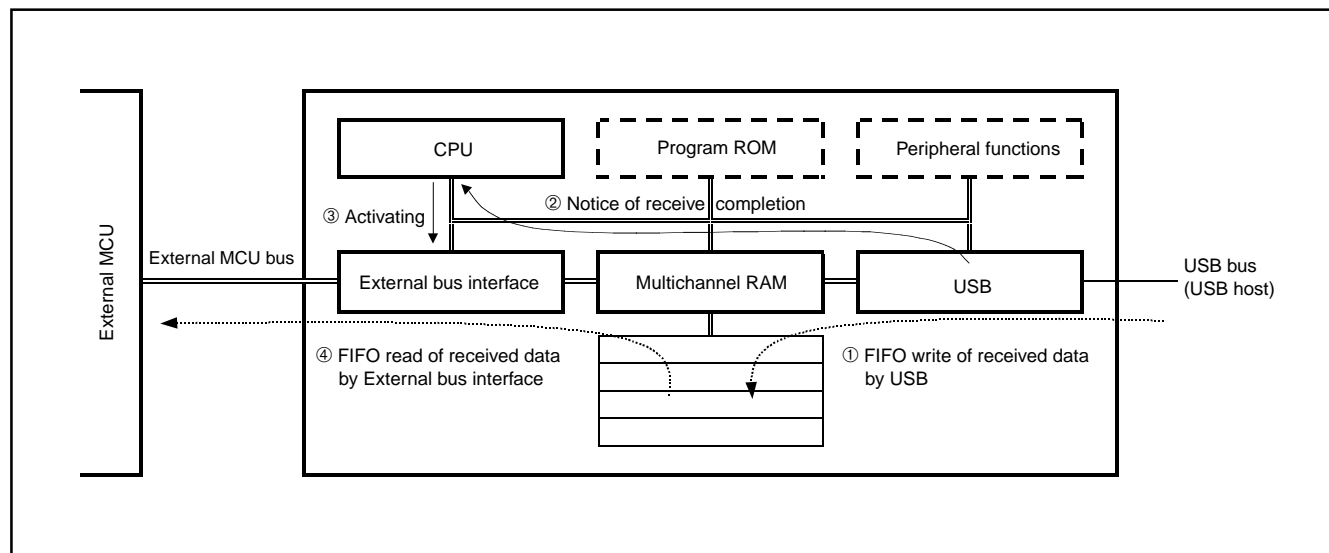 CPU
Program ROM
Peripheral functions
③ Activating
② Notice of receive completion
External MCU
External MCU bus
External bus interface
Multichannel RAM
USB
USB bus
(USB host)
④ FIFO read of received data
by External bus interface
① FIFO write of received data
by USB